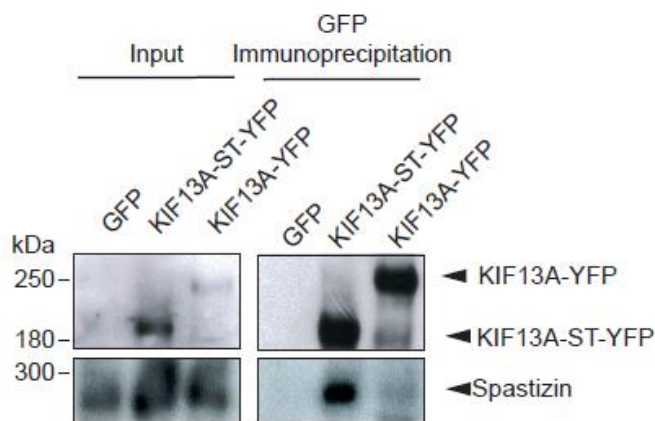 GFP
Input Immunoprecipitation
GFP KIF13A-ST-YFP KIF13A-YFP GFP KIF13A-ST-YFP KIF13A-YFP
kDa
250 KIF13A-YFP
180 KIF13A-ST-YFP
300
Spastizin